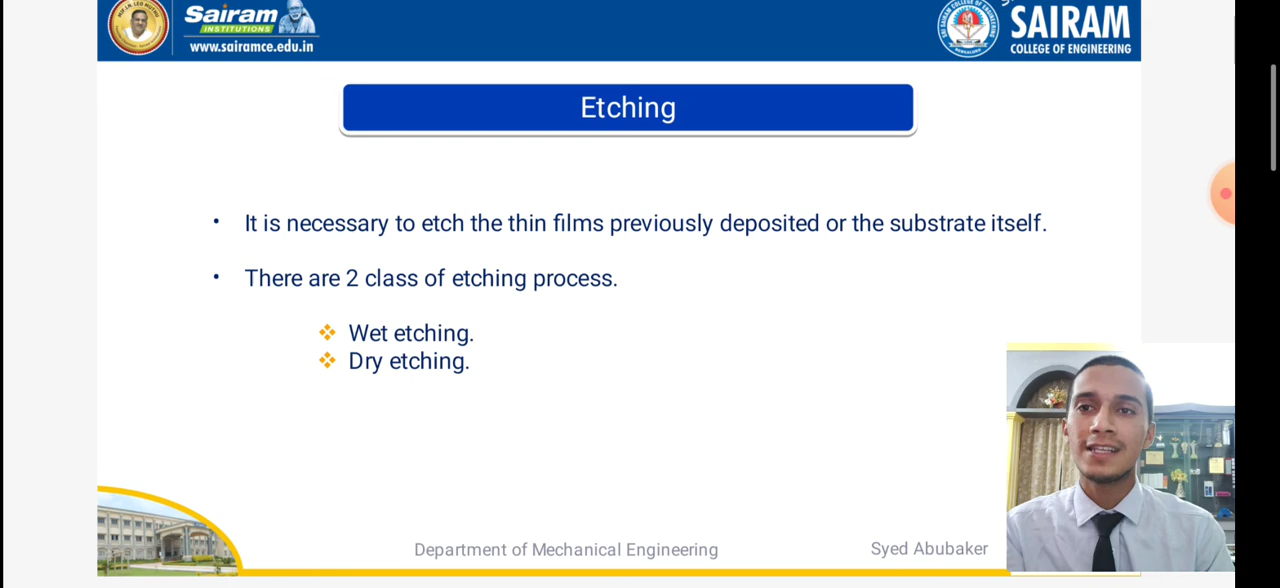 Sairam
INSTITUTIONS
www.sairamce.edu.in
SAIRAM
COLLEGE OF ENGINEERING
Etching
• It is necessary to etch the thin films previously deposited or the substrate itself.
• There are 2 class of etching process.
❖ Wet etching.
❖ Dry etching.
Department of Mechanical Engineering
Syed Abubaker